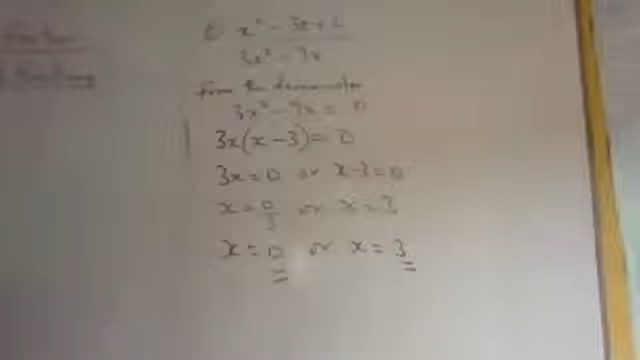 x² - 3x + 2
3x² - 9x
From the denominator
3x² - 9x = 0
3x(x - 3) = 0
3x = 0 or x - 3 = 0
x = 0/3 or x = 3
x = 0 or x = 3